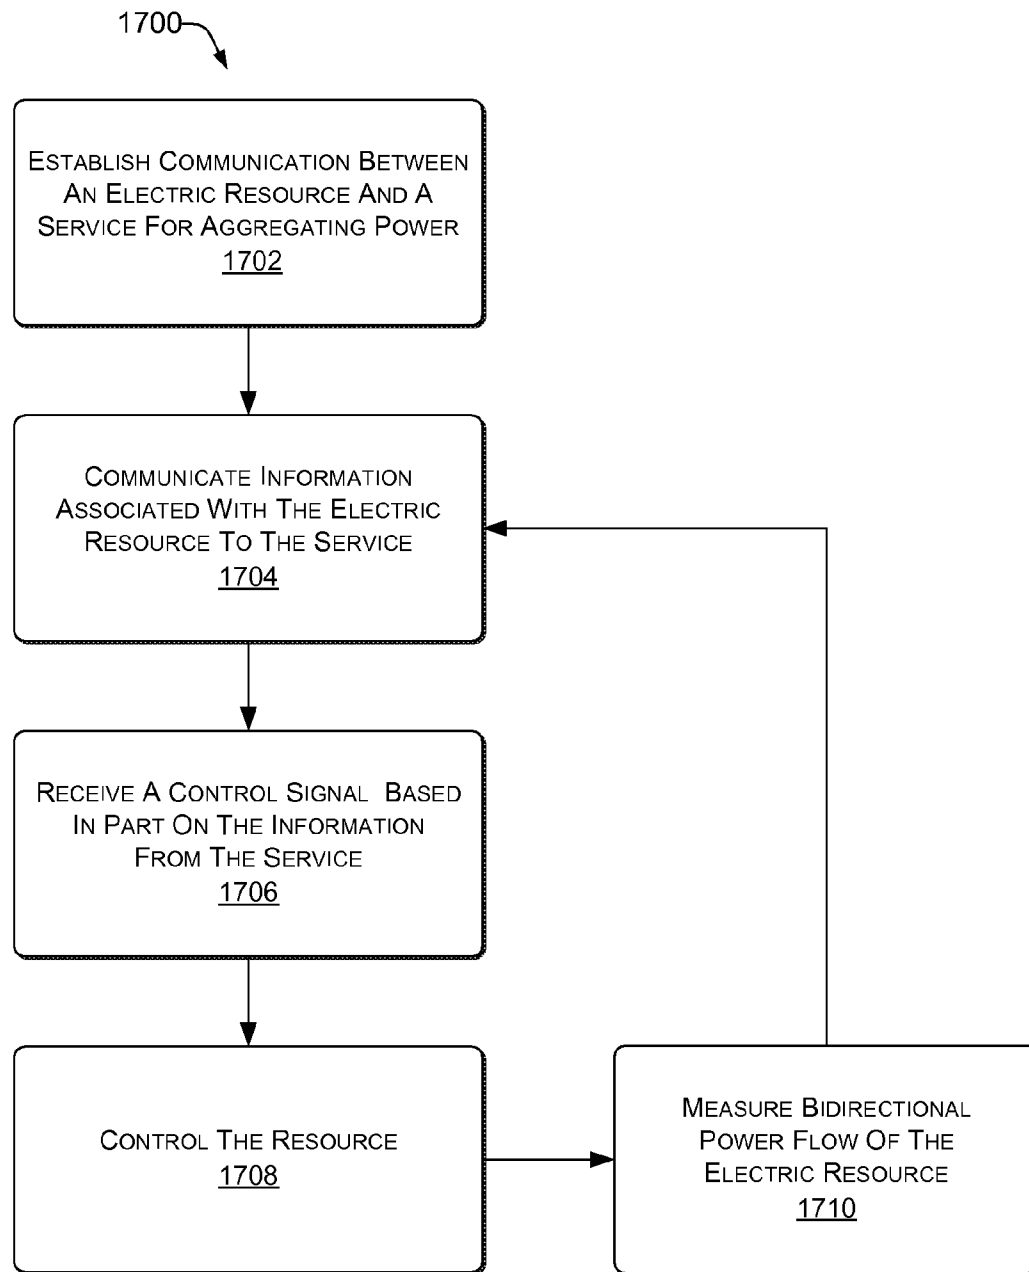 1700
ESTABLISH COMMUNICATION BETWEEN
AN ELECTRIC RESOURCE AND A
SERVICE FOR AGGREGATING POWER
1702
COMMUNICATE INFORMATION
ASSOCIATED WITH THE ELECTRIC
RESOURCE TO THE SERVICE
1704
RECEIVE A CONTROL SIGNAL BASED
IN PART ON THE INFORMATION
FROM THE SERVICE
1706
CONTROL THE RESOURCE
1708
MEASURE BIDIRECTIONAL
POWER FLOW OF THE
ELECTRIC RESOURCE
1710